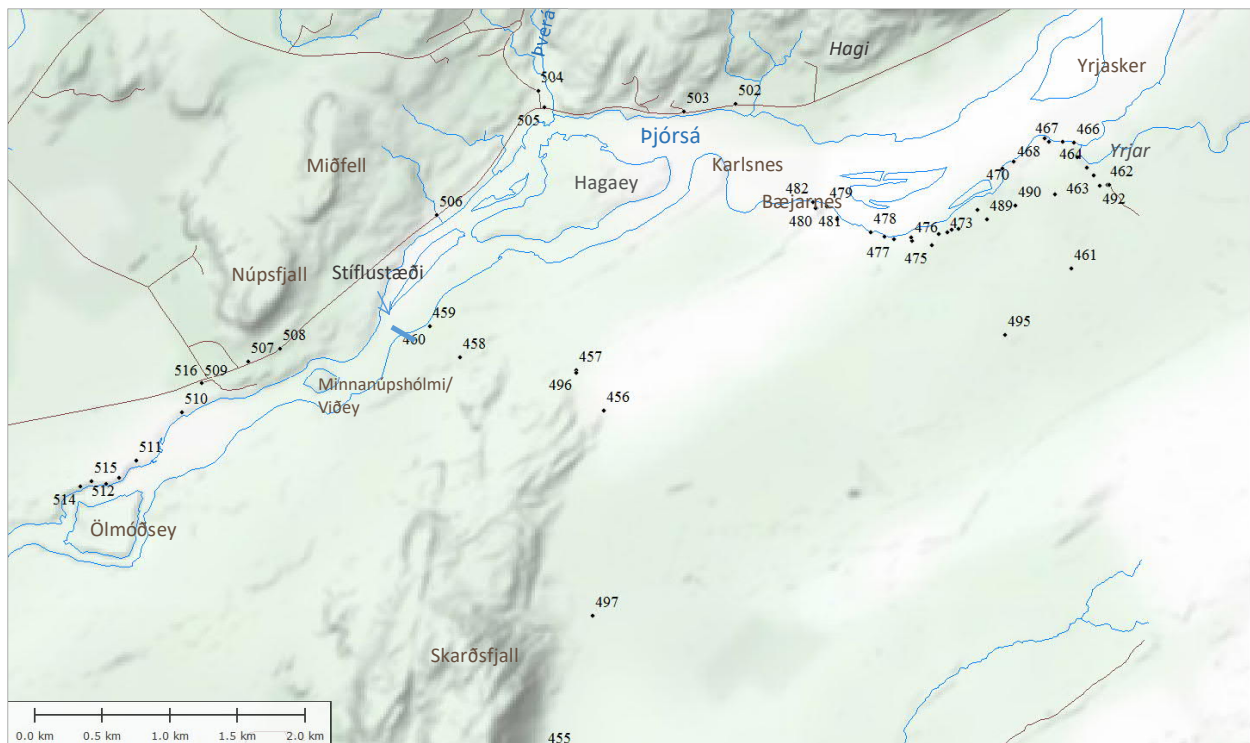 Þverá
Hagi
Yrjasker
504
505
503
502
Þjórsá
Karlsnes
467
466
468
464
Yrjar
470
462
463
492
490
Miðfell
Hagaey
482
479
Bæjarnes
480
481
478
489
473
476
477
475
506
461
Núpsfjall
Stíflustæði
459
460
458
508
507
495
457
496
456
516
509
Minnanúpshólmi/
Viðey
510
511
515
514
512
Ölmóðsey
497
Skarðsfjall
455
0.0 km
0.5 km
1.0 km
1.5 km
2.0 km